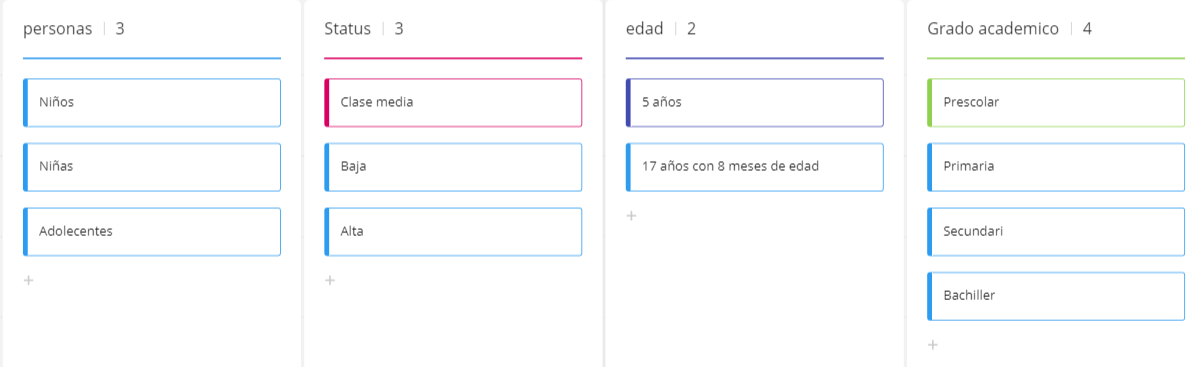 personas | 3
Niños
Niñas
Adolecentes
+
Status | 3
Clase media
Baja
Alta
+
edad | 2
5 años
17 años con 8 meses de edad
+
Grado academico | 4
Prescolar
Primaria
Secundari
Bachiller
+